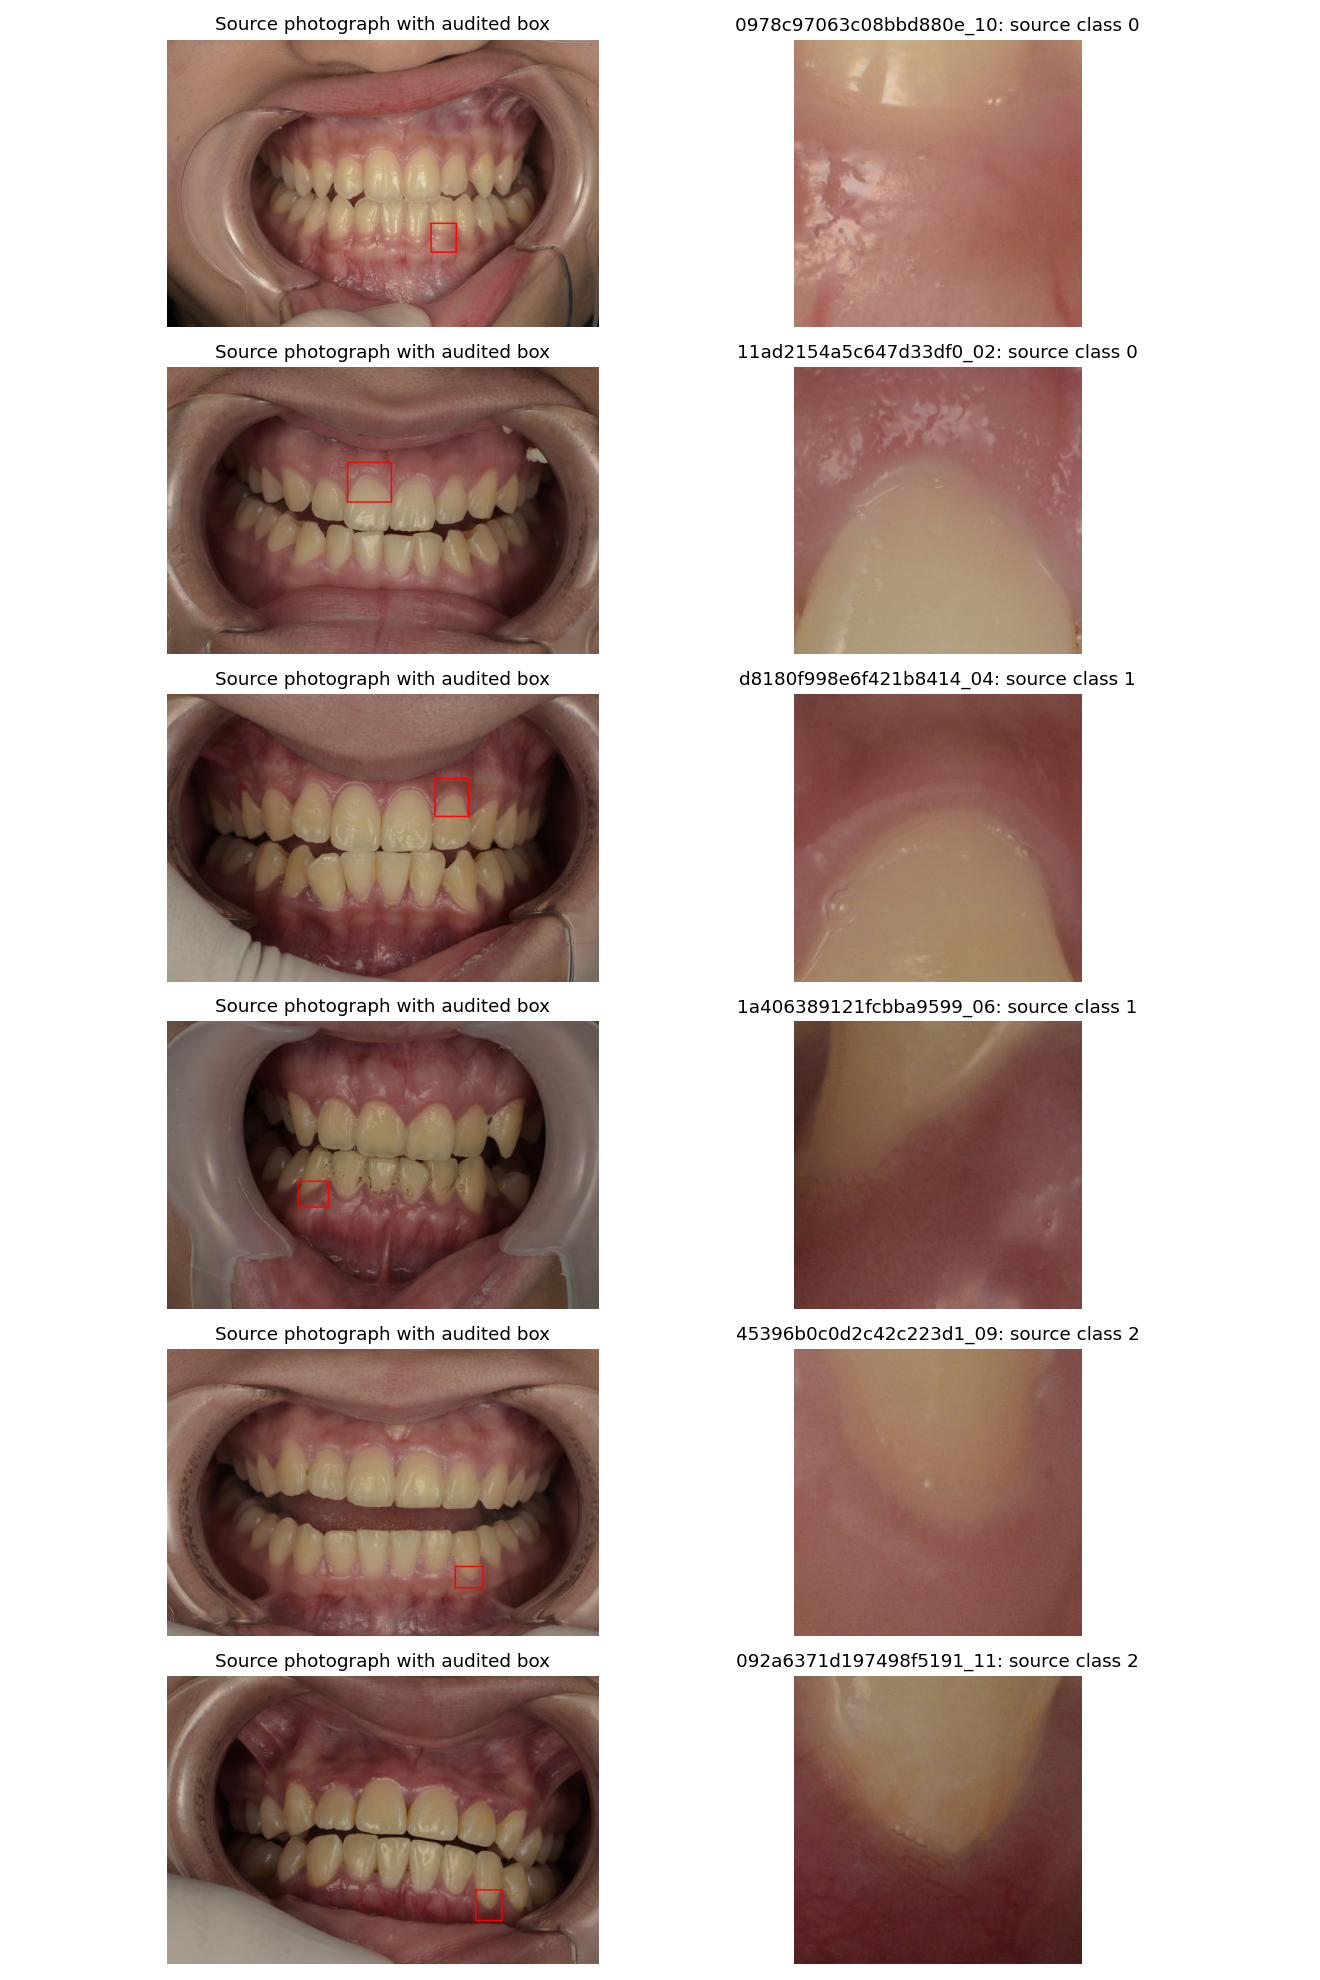 Source photograph with audited box
0978c97063c08bbd880e_10: source class 0
Source photograph with audited box
11ad2154a5c647d33df0_02: source class 0
Source photograph with audited box
d8180f998e6f421b8414_04: source class 1
Source photograph with audited box
1a406389121fcbba9599_06: source class 1
Source photograph with audited box
45396b0c0d2c42c223d1_09: source class 2
Source photograph with audited box
092a6371d197498f5191_11: source class 2